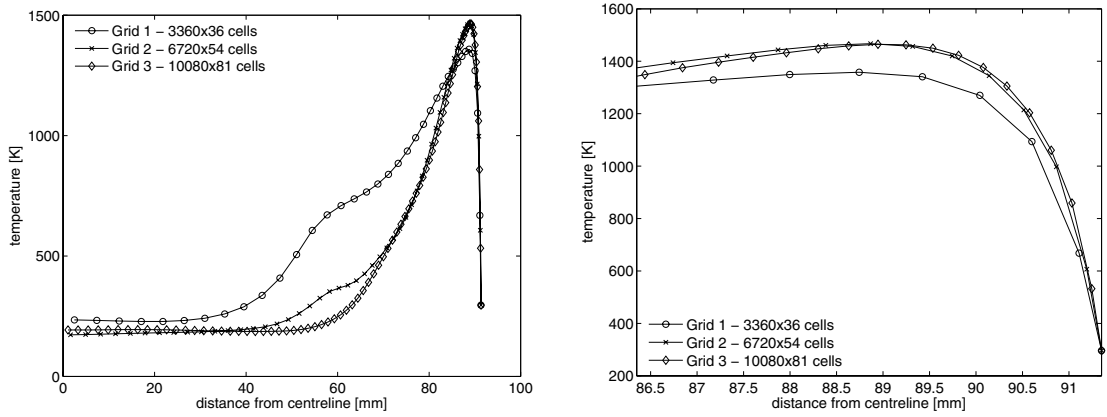 1500
1000
500
0
temperature [K]
Grid 1 − 3360x36 cells
Grid 2 − 6720x54 cells
Grid 3 − 10080x81 cells
0 20 40 60 80 100
distance from centreline [mm]
1600
1400
1200
1000
800
600
400
200
temperature [K]
Grid 1 − 3360x36 cells
Grid 2 − 6720x54 cells
Grid 3 − 10080x81 cells
86.5 87 87.5 88 88.5 89 89.5 90 90.5 91
distance from centreline [mm]